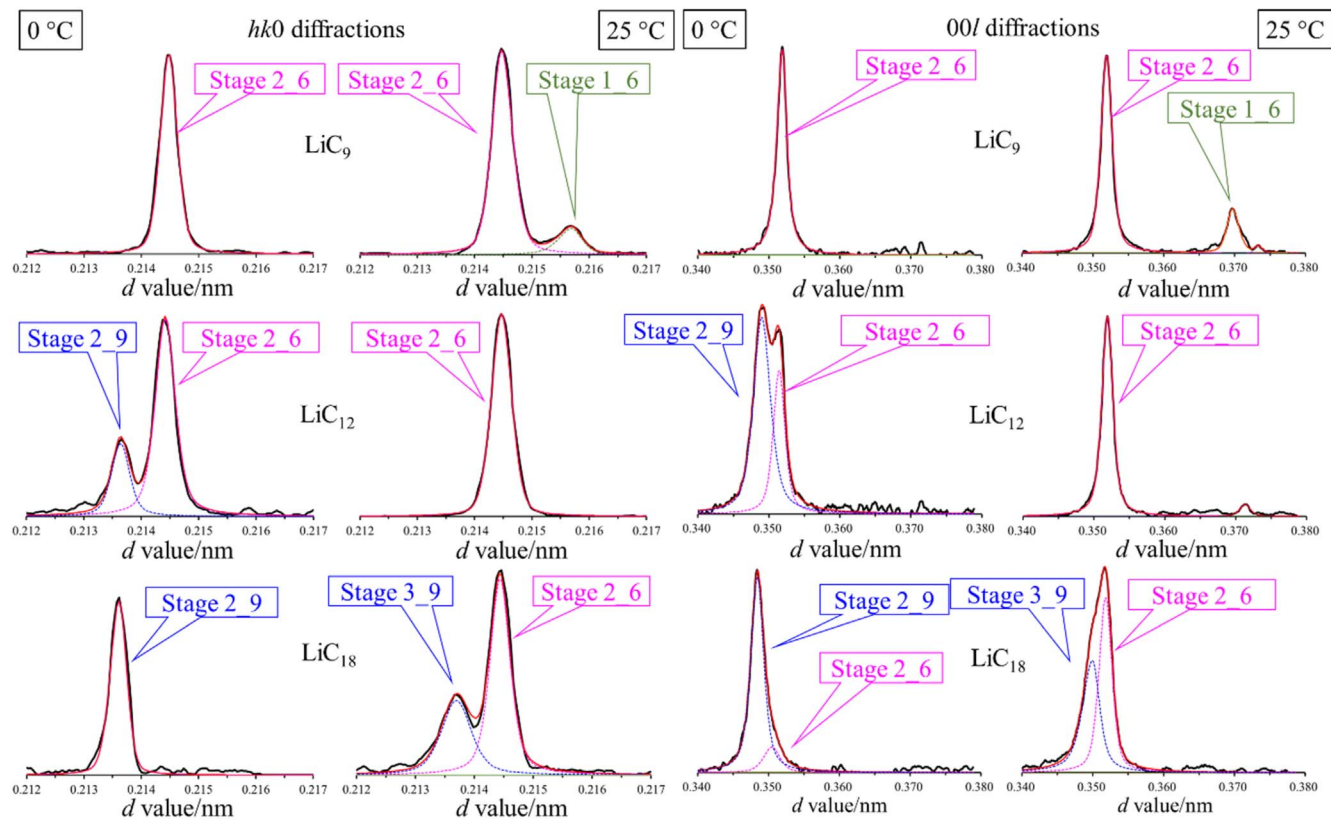 0 °C hk0 diffractions 25 °C 0 °C 00l diffractions 25 °C
Stage 2_6 Stage 2_6 Stage 1_6 Stage 2_6 Stage 2_6
Stage 1_6
LiC9 LiC9
0.212 0.213 0.214 0.215 0.216 0.217 0.212 0.213 0.214 0.215 0.216 0.217 0.340 0.350 0.360 0.370 0.380 0.340 0.350 0.360 0.370 0.380
d value/nm d value/nm d value/nm d value/nm
Stage 2_9 Stage 2_6 Stage 2_6 Stage 2_9 Stage 2_6 Stage 2_6
LiC12 LiC12
0.212 0.213 0.214 0.215 0.216 0.217 0.212 0.213 0.214 0.215 0.216 0.217 0.340 0.350 0.360 0.370 0.380 0.340 0.350 0.360 0.370 0.380
d value/nm d value/nm d value/nm d value/nm
Stage 2_9 Stage 3_9 Stage 2_6 Stage 2_9 Stage 3_9 Stage 2_6
Stage 2_6
LiC18 LiC18
0.212 0.213 0.214 0.215 0.216 0.217 0.212 0.213 0.214 0.215 0.216 0.217 0.340 0.350 0.360 0.370 0.380 0.340 0.350 0.360 0.370 0.380
d value/nm d value/nm d value/nm d value/nm